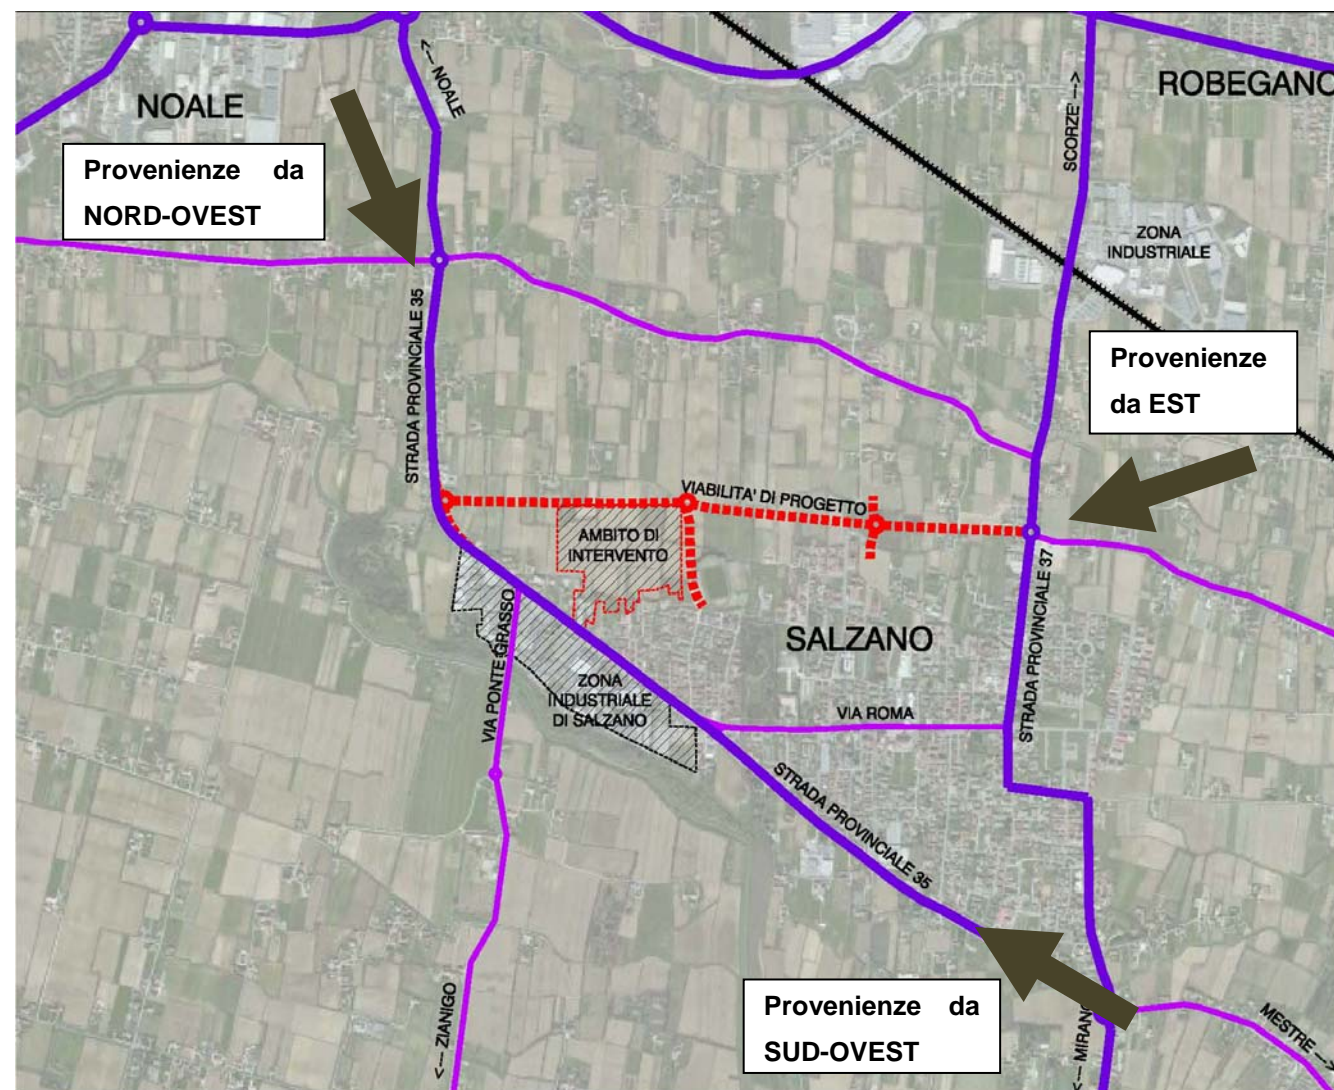 NOALE
<--- NOALE
SCORZE' --->
ROBEGANO
Provenienze da
NORD-OVEST
ZONA
INDUSTRIALE
STRADA PROVINCIALE 35
Provenienze
da EST
VIABILITA' DI PROGETTO
AMBITO DI
INTERVENTO
STRADA PROVINCIALE 37
VIA PONTE GRASSO
SALZANO
ZONA
INDUSTRIALE
DI SALZANO
VIA ROMA
STRADA PROVINCIALE 35
<--- ZIANIGO
Provenienze da
SUD-OVEST
<--- MIRANO
MESTRE --->